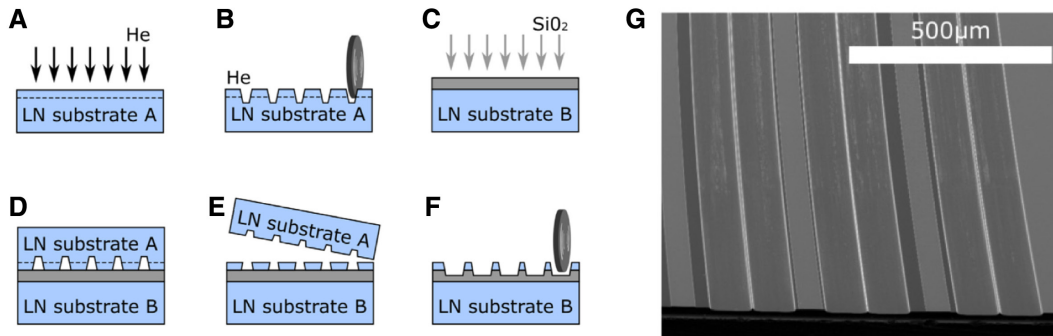 A
He
LN substrate A
B
He
LN substrate A
C
SiO₂
LN substrate B
D
LN substrate A
LN substrate B
E
LN substrate A
LN substrate B
F
LN substrate B
G
500µm